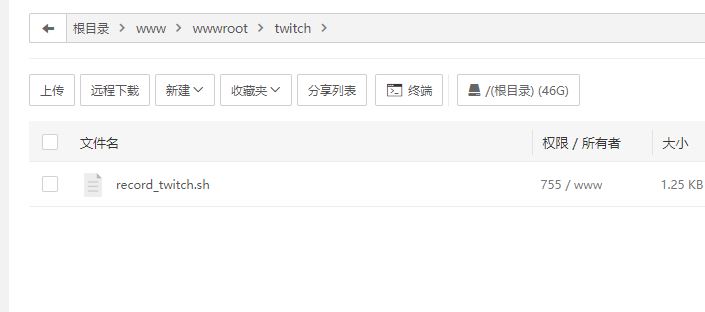 根目录 > www > wwwroot > twitch >
上传 远程下载 新建 收藏夹 分享列表 终端 /(根目录) (46G)
文件名 权限 / 所有者 大小
record_twitch.sh 755 / www 1.25 KB